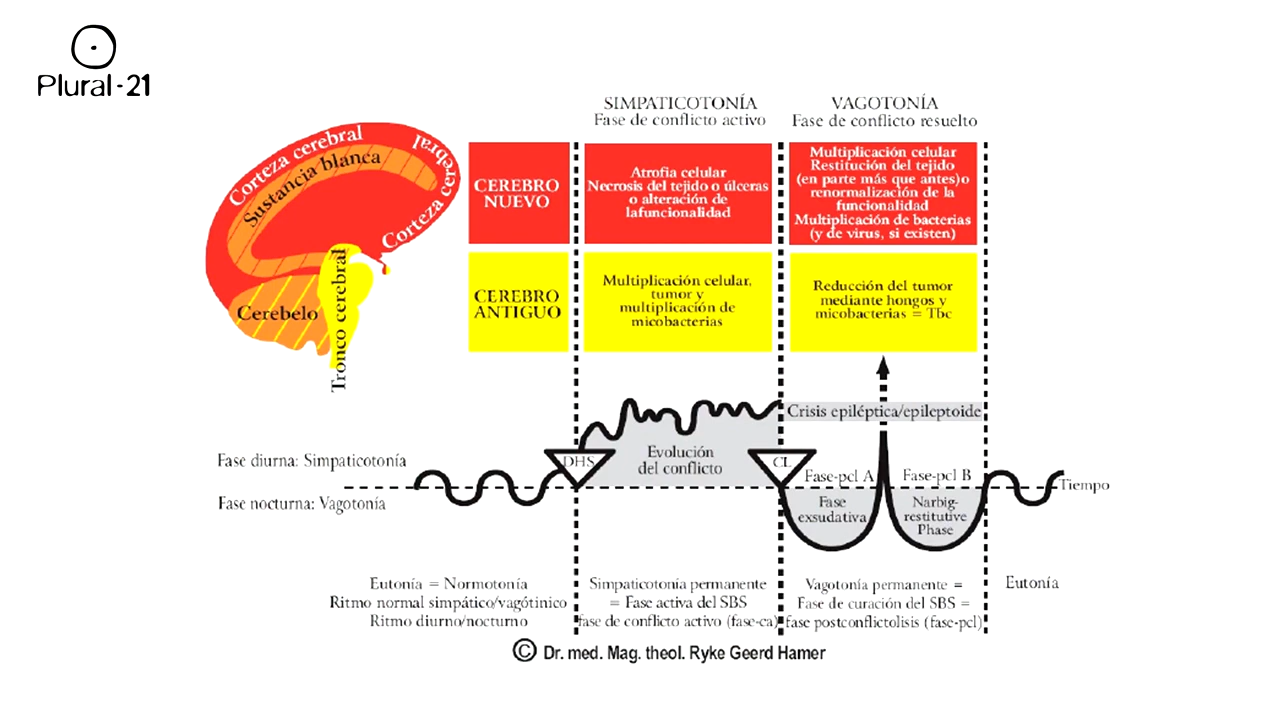 Plural-21
SIMPATICOTONÍA
Fase de conflicto activo
VAGOTONÍA
Fase de conflicto resuelto
Corteza cerebral
Corteza cerebral
Sustancia blanca
Cerebelo
Tronco cerebral
CEREBRO
NUEVO
Atrofia celular
Necrosis del tejido o úlceras
o alteración de
lafuncionalidad
Multiplicación celular
Restitución del tejido
(en parte más que antes)o
renormalización de la
funcionalidad
Multiplicación de bacterias
(y de virus, si existen)
CEREBRO
ANTIGUO
Multiplicación celular,
tumor y
multiplicación de
micobacterias
Reducción del tumor
mediante hongos y
micobacterias = Tbc
Crisis epiléptica/epileptoide
Fase diurna: Simpaticotonía
Fase nocturna: Vagotonía
DHS
Evolución
del conflicto
CL
Fase-pcl A
Fase-pcl B
Fase
exsudativa
Narbig-
restitutive
Phase
Tiempo
Eutonía = Normotonía
Ritmo normal simpático/vagótinico
Ritmo diurno/nocturno
Simpaticotonía permanente
= Fase activa del SBS
fase de conflicto activo (fase-ca)
Vagotonía permanente =
Fase de curación del SBS =
fase postconflictolisis (fase-pcl)
Eutonía
© Dr. med. Mag. theol. Ryke Geerd Hamer